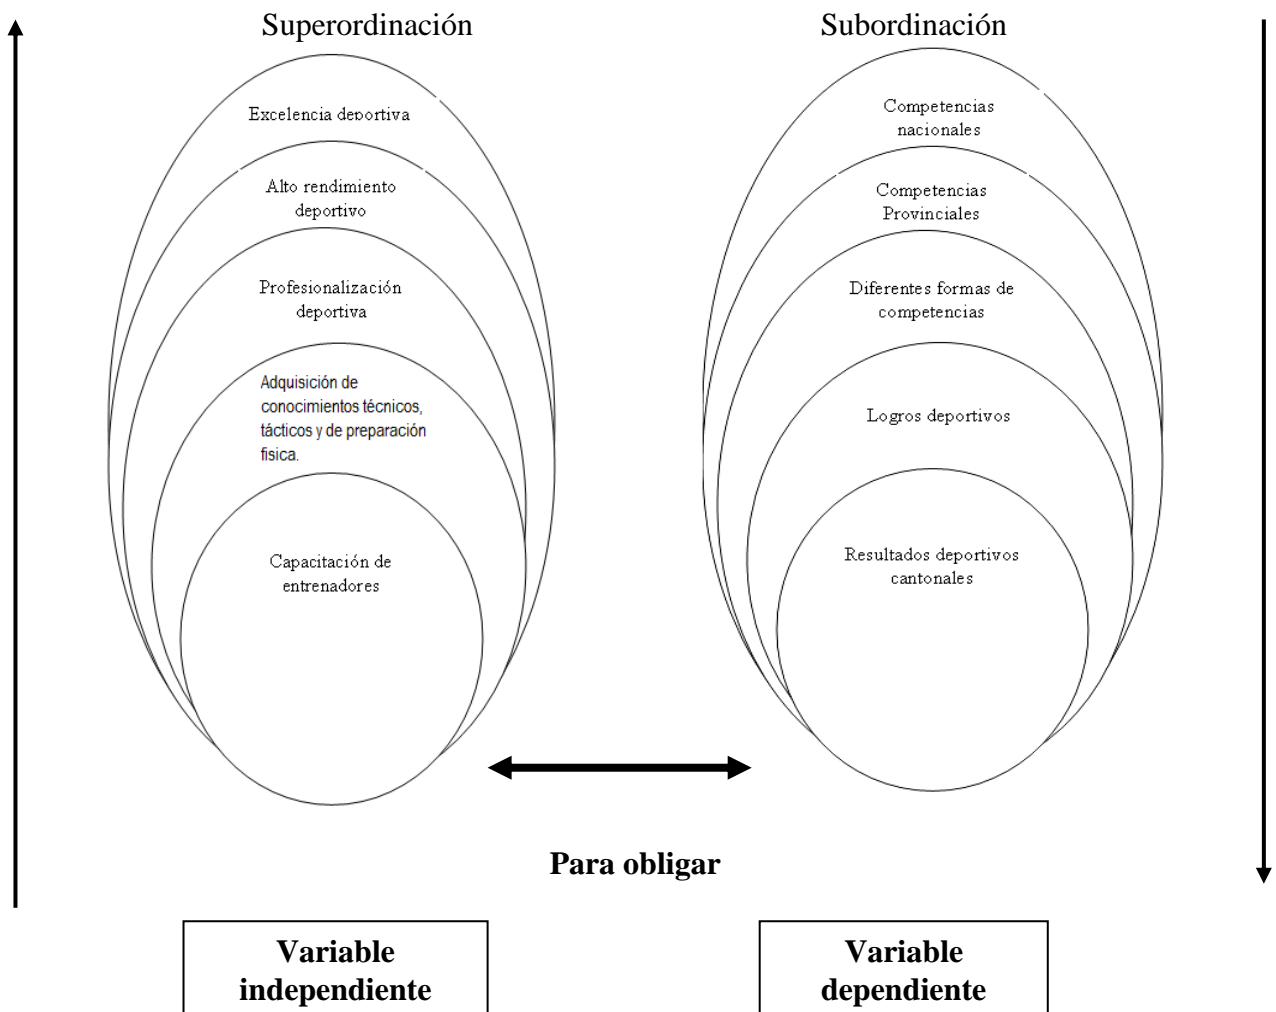 Superordinación
Subordinación
Excelencia deportiva
Alto rendimiento
deportivo
Profesionalización
deportiva
Adquisición de
conocimientos técnicos,
tácticos y de preparación
fisica.
Capacitación de
entrenadores
Competencias
nacionales
Competencias
Provinciales
Diferentes formas de
competencias
Logros deportivos
Resultados deportivos
cantonales
Para obligar
Variable
independiente
Variable
dependiente